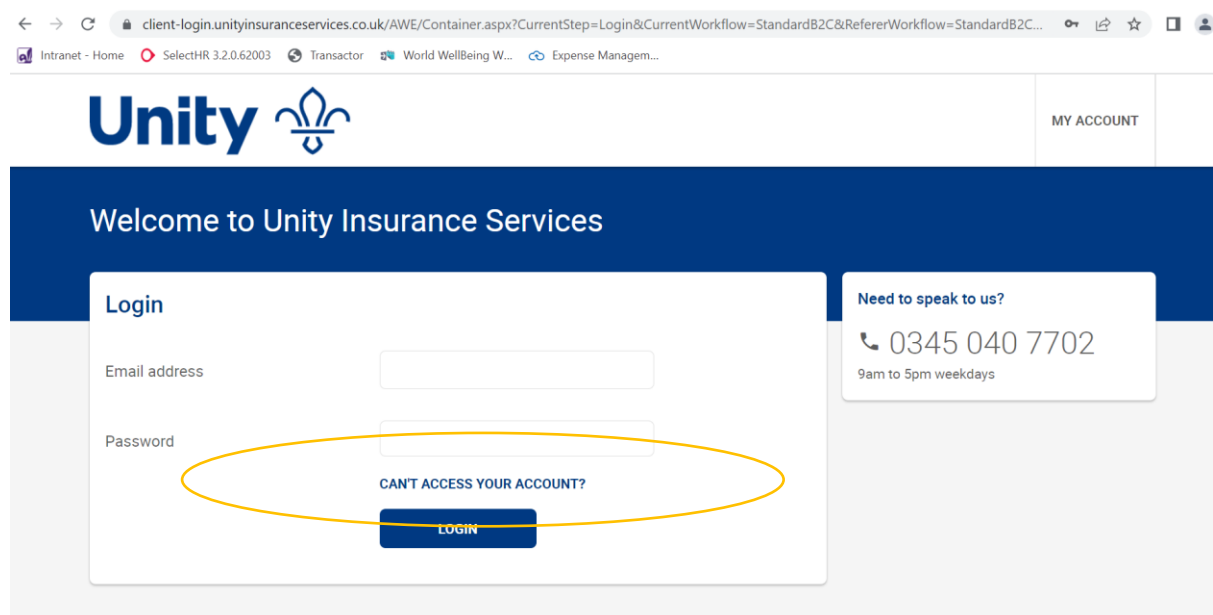 client-login.unityinsuranceservices.co.uk/AWE/Container.aspx?CurrentStep=Login&CurrentWorkflow=StandardB2C&RefererWorkflow=StandardB2C...
Intranet - Home SelectHR 3.2.0.62003 Transactor World WellBeing W... Expense Managem...
Unity
MY ACCOUNT
Welcome to Unity Insurance Services
Login
Need to speak to us?
0345 040 7702
9am to 5pm weekdays
Email address
Password
CAN'T ACCESS YOUR ACCOUNT?
LOGIN